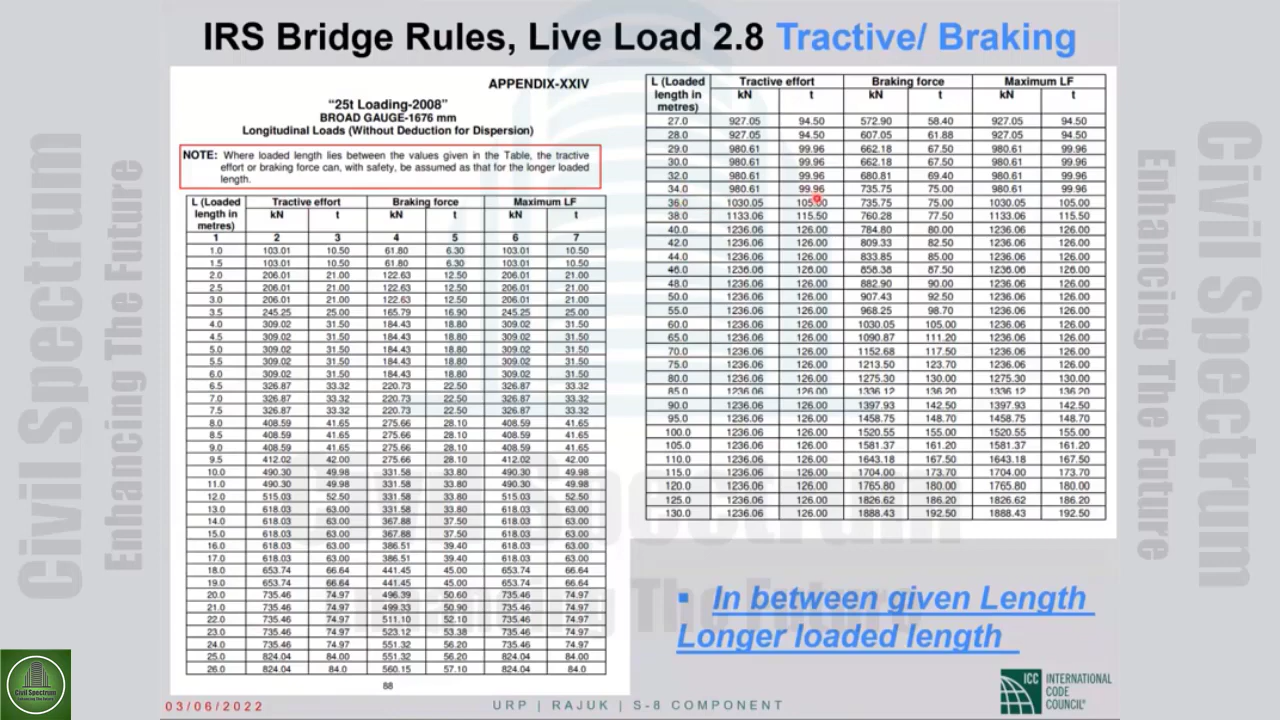 IRS Bridge Rules, Live Load 2.8 Tractive/ Braking
APPENDIX-XXIV
"25t Loading-2008"
BROAD GAUGE-1676 mm
Longitudinal Loads (Without Deduction for Dispersion)
NOTE: Where loaded length lies between the values given in the Table, the tractive
effort or braking force can, with safety, be assumed as that for the longer loaded
length.
L (Loaded length in metres) Tractive effort Braking force Maximum LF
kN t kN t kN t
1 2 3 4 5 6 7
1.0 103.01 10.50 61.80 6.30 103.01 10.50
1.5 103.01 10.50 61.80 6.30 103.01 10.50
2.0 206.01 21.00 122.63 12.50 206.01 21.00
2.5 206.01 21.00 122.63 12.50 206.01 21.00
3.0 206.01 21.00 122.63 12.50 206.01 21.00
3.5 245.25 25.00 165.79 16.90 245.25 25.00
4.0 309.02 31.50 184.43 18.80 309.02 31.50
4.5 309.02 31.50 184.43 18.80 309.02 31.50
5.0 309.02 31.50 184.43 18.80 309.02 31.50
5.5 309.02 31.50 184.43 18.80 309.02 31.50
6.0 309.02 31.50 184.43 18.80 309.02 31.50
6.5 326.87 33.32 220.73 22.50 326.87 33.32
7.0 326.87 33.32 220.73 22.50 326.87 33.32
7.5 326.87 33.32 220.73 22.50 326.87 33.32
8.0 408.59 41.65 275.66 28.10 408.59 41.65
8.5 408.59 41.65 275.66 28.10 408.59 41.65
9.0 408.59 41.65 275.66 28.10 408.59 41.65
9.5 412.02 42.00 275.66 28.10 412.02 42.00
10.0 490.30 49.98 331.58 33.80 490.30 49.98
11.0 490.30 49.98 331.58 33.80 490.30 49.98
12.0 515.03 52.50 331.58 33.80 515.03 52.50
13.0 618.03 63.00 331.58 33.80 618.03 63.00
14.0 618.03 63.00 367.88 37.50 618.03 63.00
15.0 618.03 63.00 367.88 37.50 618.03 63.00
16.0 618.03 63.00 386.51 39.40 618.03 63.00
17.0 618.03 63.00 386.51 39.40 618.03 63.00
18.0 653.74 66.64 441.45 45.00 653.74 66.64
19.0 653.74 66.64 441.45 45.00 653.74 66.64
20.0 735.46 74.97 496.39 50.60 735.46 74.97
21.0 735.46 74.97 499.33 50.90 735.46 74.97
22.0 735.46 74.97 511.10 52.10 735.46 74.97
23.0 735.46 74.97 523.12 53.38 735.46 74.97
24.0 735.46 74.97 551.32 56.20 735.46 74.97
25.0 824.04 84.00 551.32 56.20 824.04 84.00
26.0 824.04 84.0 560.15 57.10 824.04 84.0
88
L (Loaded length in metres) Tractive effort Braking force Maximum LF
kN t kN t kN t
27.0 927.05 94.50 572.90 58.40 927.05 94.50
28.0 927.05 94.50 607.05 61.88 927.05 94.50
29.0 980.61 99.96 662.18 67.50 980.61 99.96
30.0 980.61 99.96 662.18 67.50 980.61 99.96
32.0 980.61 99.96 680.81 69.40 980.61 99.96
34.0 980.61 99.96 735.75 75.00 980.61 99.96
36.0 1030.05 105.00 735.75 75.00 1030.05 105.00
38.0 1133.06 115.50 760.28 77.50 1133.06 115.50
40.0 1236.06 126.00 784.80 80.00 1236.06 126.00
42.0 1236.06 126.00 809.33 82.50 1236.06 126.00
44.0 1236.06 126.00 833.85 85.00 1236.06 126.00
46.0 1236.06 126.00 858.38 87.50 1236.06 126.00
48.0 1236.06 126.00 882.90 90.00 1236.06 126.00
50.0 1236.06 126.00 907.43 92.50 1236.06 126.00
55.0 1236.06 126.00 968.25 98.70 1236.06 126.00
60.0 1236.06 126.00 1030.05 105.00 1236.06 126.00
65.0 1236.06 126.00 1090.87 111.20 1236.06 126.00
70.0 1236.06 126.00 1152.68 117.50 1236.06 126.00
75.0 1236.06 126.00 1213.50 123.70 1236.06 126.00
80.0 1236.06 126.00 1275.30 130.00 1275.30 130.00
85.0 1236.06 126.00 1336.12 136.20 1336.12 136.20
90.0 1236.06 126.00 1397.93 142.50 1397.93 142.50
95.0 1236.06 126.00 1458.75 148.70 1458.75 148.70
100.0 1236.06 126.00 1520.55 155.00 1520.55 155.00
105.0 1236.06 126.00 1581.37 161.20 1581.37 161.20
110.0 1236.06 126.00 1643.18 167.50 1643.18 167.50
115.0 1236.06 126.00 1704.00 173.70 1704.00 173.70
120.0 1236.06 126.00 1765.80 180.00 1765.80 180.00
125.0 1236.06 126.00 1826.62 186.20 1826.62 186.20
130.0 1236.06 126.00 1888.43 192.50 1888.43 192.50
▪ In between given Length
Longer loaded length
03/06/2022
URP | RAJUK | S-8 COMPONENT
ICC INTERNATIONAL
CODE
COUNCIL
Civil Spectrum
Enhancing The Future
Civil Spectrum
Enhancing The Future
Civil Spectrum
Enhancing The Future
Civil Spectrum
Enhancing The Future